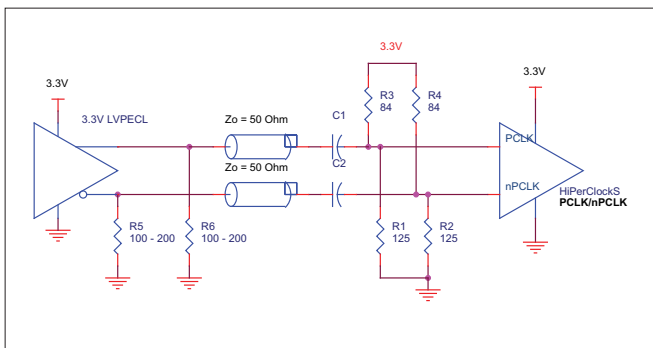 3.3V
3.3V
3.3V
3.3V LVPECL
R3
84
R4
84
Zo = 50 Ohm
C1
PCLK
Zo = 50 Ohm
C2
nPCLK
HiPerClockS
PCLK/nPCLK
R5
100 - 200
R6
100 - 200
R1
125
R2
125